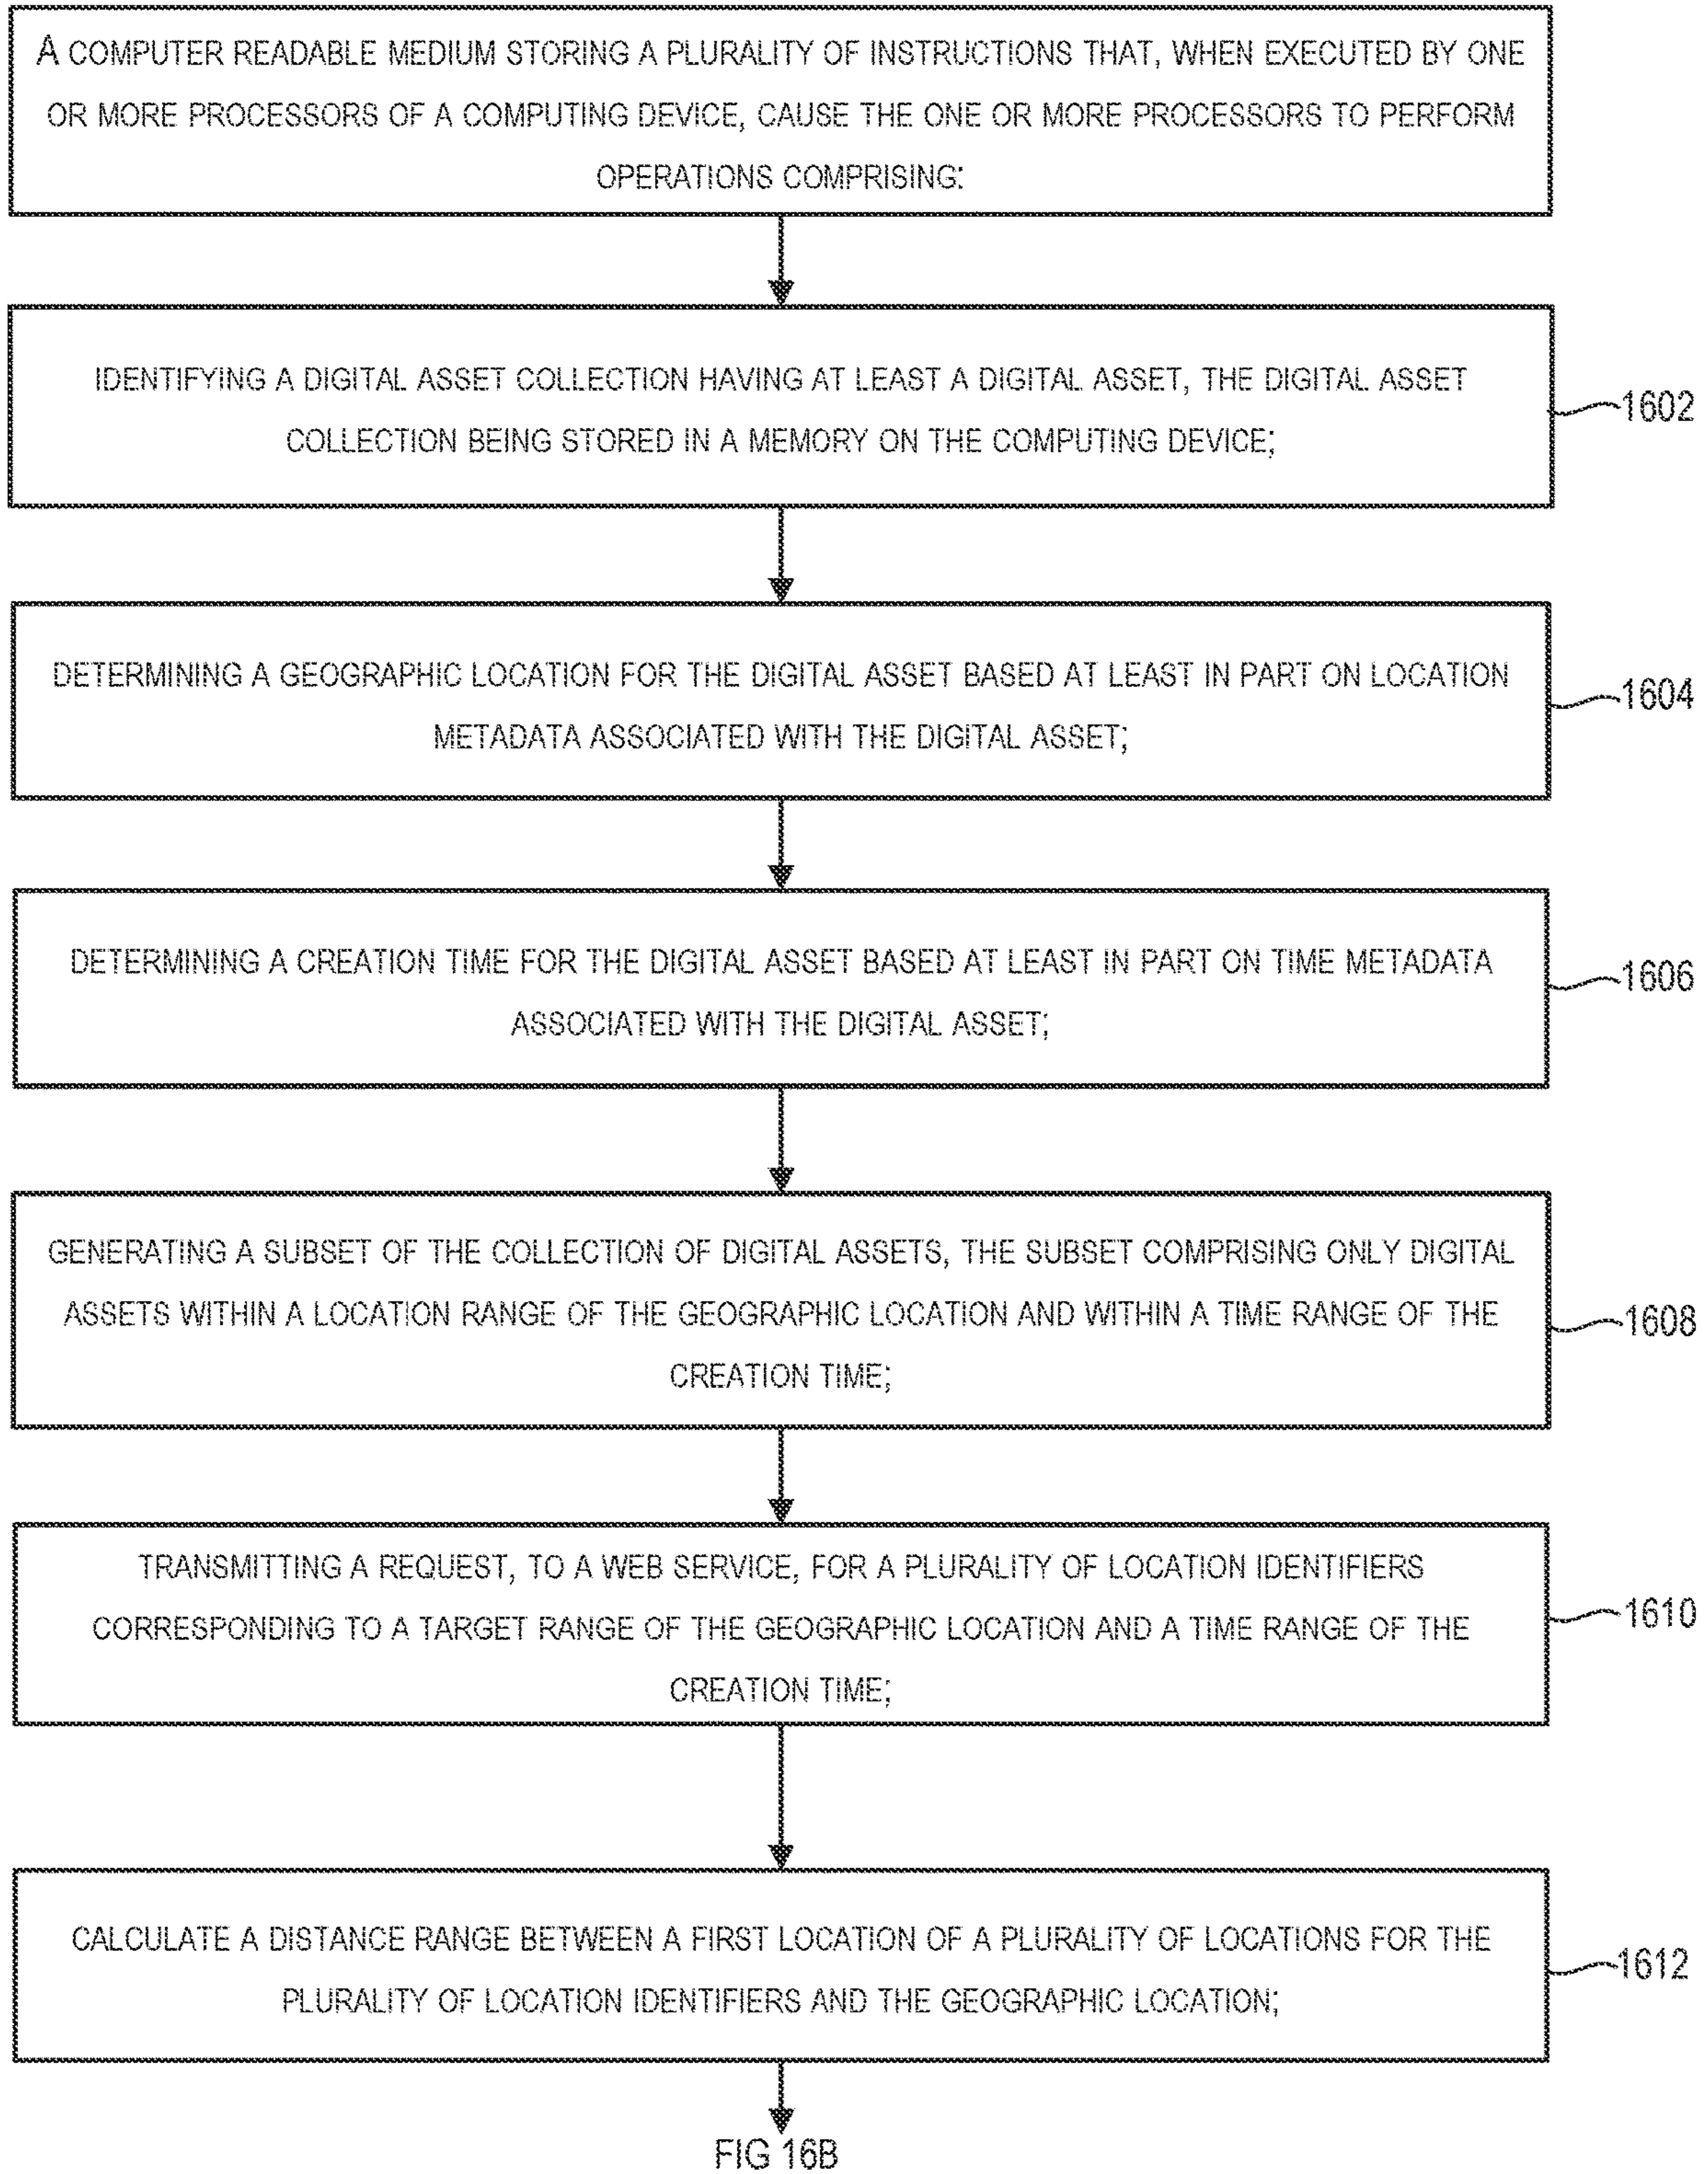 A COMPUTER READABLE MEDIUM STORING A PLURALITY OF INSTRUCTIONS THAT, WHEN EXECUTED BY ONE
OR MORE PROCESSORS OF A COMPUTING DEVICE, CAUSE THE ONE OR MORE PROCESSORS TO PERFORM
OPERATIONS COMPRISING:
IDENTIFYING A DIGITAL ASSET COLLECTION HAVING AT LEAST A DIGITAL ASSET, THE DIGITAL ASSET
COLLECTION BEING STORED IN A MEMORY ON THE COMPUTING DEVICE;
1602
DETERMINING A GEOGRAPHIC LOCATION FOR THE DIGITAL ASSET BASED AT LEAST IN PART ON LOCATION
METADATA ASSOCIATED WITH THE DIGITAL ASSET;
1604
DETERMINING A CREATION TIME FOR THE DIGITAL ASSET BASED AT LEAST IN PART ON TIME METADATA
ASSOCIATED WITH THE DIGITAL ASSET;
1606
GENERATING A SUBSET OF THE COLLECTION OF DIGITAL ASSETS, THE SUBSET COMPRISING ONLY DIGITAL
ASSETS WITHIN A LOCATION RANGE OF THE GEOGRAPHIC LOCATION AND WITHIN A TIME RANGE OF THE
CREATION TIME;
1608
TRANSMITTING A REQUEST, TO A WEB SERVICE, FOR A PLURALITY OF LOCATION IDENTIFIERS
CORRESPONDING TO A TARGET RANGE OF THE GEOGRAPHIC LOCATION AND A TIME RANGE OF THE
CREATION TIME;
1610
CALCULATE A DISTANCE RANGE BETWEEN A FIRST LOCATION OF A PLURALITY OF LOCATIONS FOR THE
PLURALITY OF LOCATION IDENTIFIERS AND THE GEOGRAPHIC LOCATION;
1612
FIG 16B